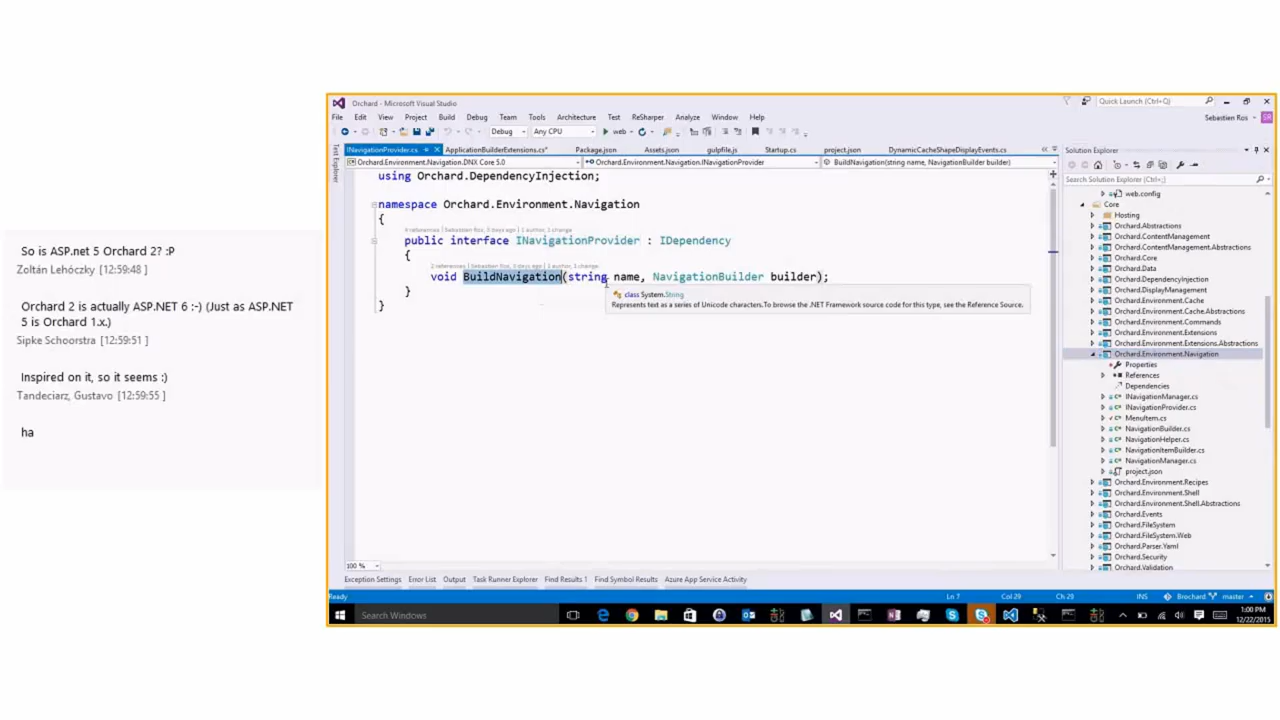 So is ASP.net 5 Orchard 2? :P
Zoltán Lehóczky [12:59:48 ]
Orchard 2 is actually ASP.NET 6 :-) (Just as ASP.NET
5 is Orchard 1.x.)
Sipke Schoorstra [12:59:51 ]
Inspired on it, so it seems :)
Tandeciarz, Gustavo [12:59:55 ]
ha
Orchard - Microsoft Visual Studio
Quick Launch (Ctrl+Q)
File Edit View Project Build Debug Team Tools Architecture Test ReSharper Analyze Window Help
Sebastien Ros
SR
Debug Any CPU web
Test Explorer
INavigationProvider.cs ApplicationBuilderExtensions.cs* Package.json Assets.json gulpfile.js Startup.cs project.json DynamicCacheShapeDisplayEvents.cs
Orchard.Environment.Navigation.DNX Core 5.0 Orchard.Environment.Navigation.INavigationProvider BuildNavigation(string name, NavigationBuilder builder)
using Orchard.DependencyInjection;
namespace Orchard.Environment.Navigation
{
public interface INavigationProvider : IDependency
{
void BuildNavigation(string name, NavigationBuilder builder);
}
}
class System.String
Represents text as a series of Unicode characters.To browse the .NET Framework source code for this type, see the Reference Source.
100 %
Solution Explorer
Search Solution Explorer (Ctrl+;)
web.config
Core
Hosting
Orchard.Abstractions
Orchard.ContentManagement
Orchard.ContentManagement.Abstractions
Orchard.Core
Orchard.Data
Orchard.DependencyInjection
Orchard.DisplayManagement
Orchard.Environment.Cache
Orchard.Environment.Cache.Abstractions
Orchard.Environment.Commands
Orchard.Environment.Extensions
Orchard.Environment.Extensions.Abstractions
Orchard.Environment.Navigation
Properties
References
Dependencies
INavigationManager.cs
INavigationProvider.cs
MenuItem.cs
NavigationBuilder.cs
NavigationHelper.cs
NavigationItemBuilder.cs
NavigationManager.cs
project.json
Orchard.Environment.Recipes
Orchard.Environment.Shell
Orchard.Environment.Shell.Abstractions
Orchard.Events
Orchard.FileSystem
Orchard.FileSystem.Web
Orchard.Parser.Yaml
Orchard.Security
Orchard.Validation
Exception Settings Error List Output Task Runner Explorer Find Results 1 Find Symbol Results Azure App Service Activity
Ready Ln 7 Col 29 Ch 29 INS Brochard master
Search Windows
1:00 PM
12/22/2015